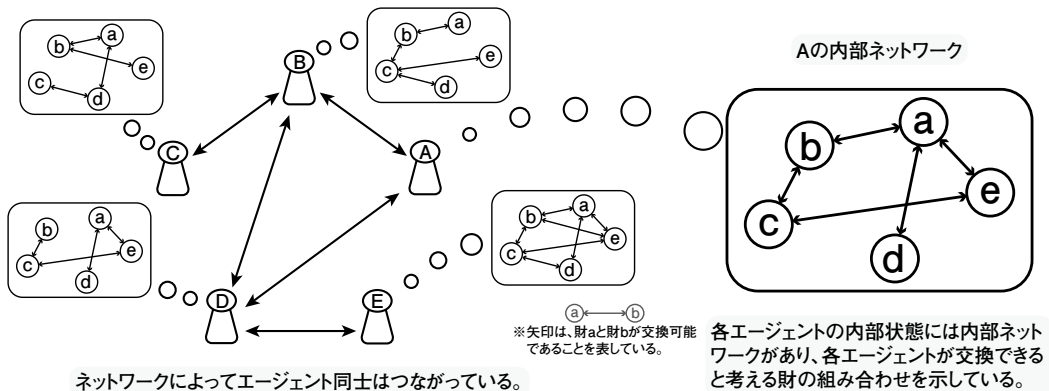 Aの内部ネットワーク
a
b
e
c
d
B
a
b
c
e
d
C
A
a
b
c
e
d
b
a
c
e
d
a
b
e
c
d
D
E
a
b
c
e
d
a b
※矢印は、財aと財bが交換可能
であることを表している。
ネットワークによってエージェント同士はつながっている。
各エージェントの内部状態には内部ネット
ワークがあり、各エージェントが交換できる
と考える財の組み合わせを示している。